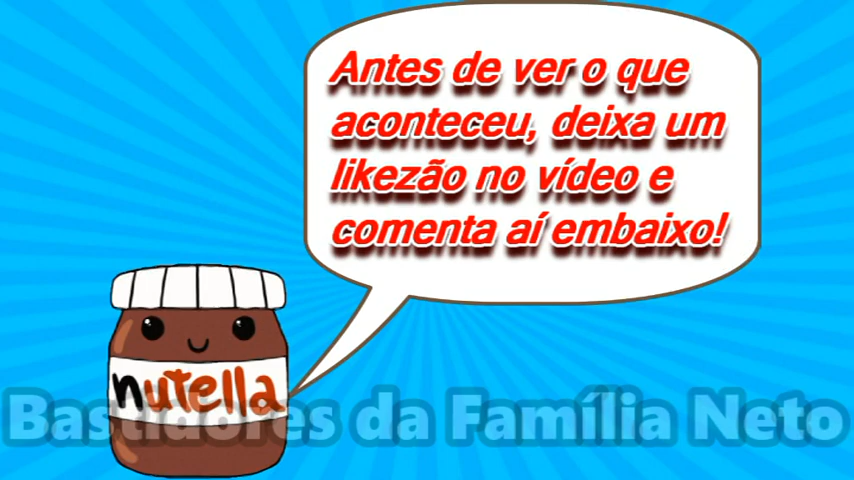 Antes de ver o que
aconteceu, deixa um
likezão no vídeo e
comenta aí embaixo!
nutella
Bastidores da Família Neto